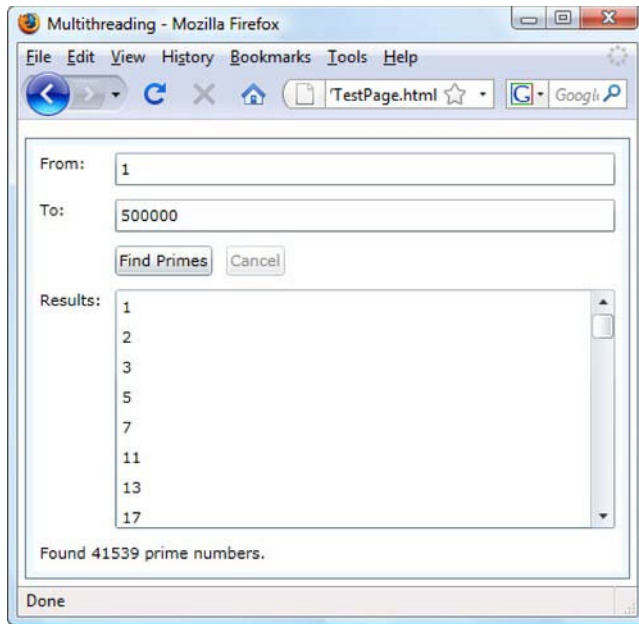 Multithreading - Mozilla Firefox
File Edit View History Bookmarks Tools Help
TestPage.html G Googl
From: 1
To: 500000
Find Primes Cancel
Results: 1
2
3
5
7
11
13
17
Found 41539 prime numbers.
Done